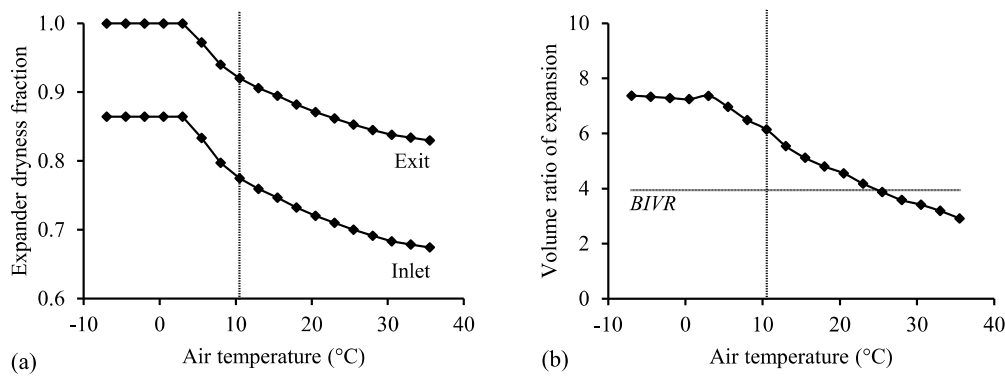 Expander dryness fraction
1.0
0.9
0.8
0.7
0.6
Exit
Inlet
-10 0 10 20 30 40
Air temperature (°C)
(a)
Volume ratio of expansion
10
8
6
4
2
0
BIVR
-10 0 10 20 30 40
Air temperature (°C)
(b)